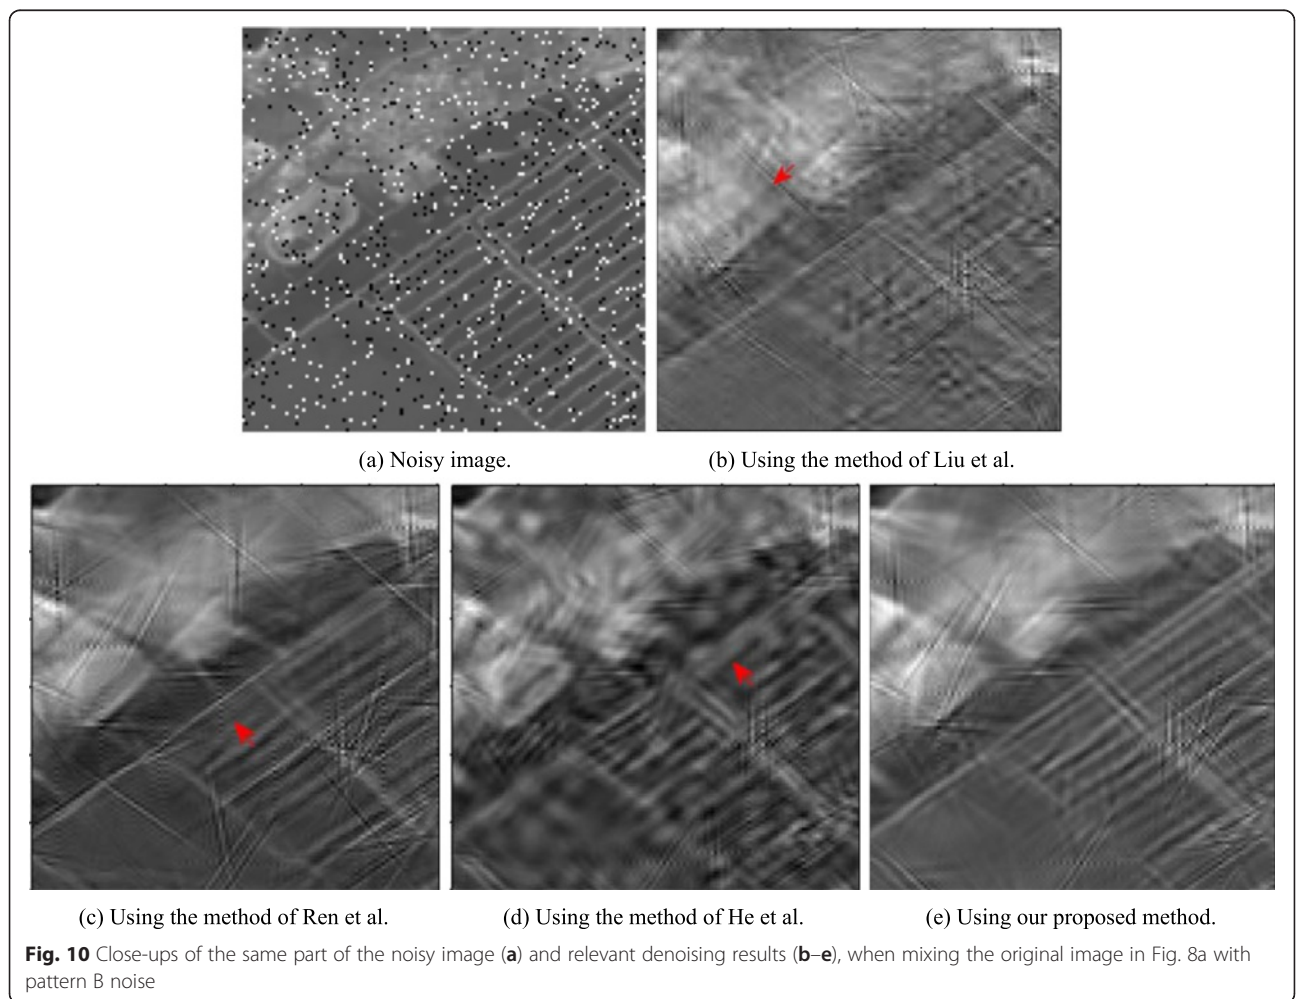 (a) Noisy image.
(b) Using the method of Liu et al.
(c) Using the method of Ren et al.
(d) Using the method of He et al.
(e) Using our proposed method.
Fig. 10 Close-ups of the same part of the noisy image (a) and relevant denoising results (b–e), when mixing the original image in Fig. 8a with
pattern B noise